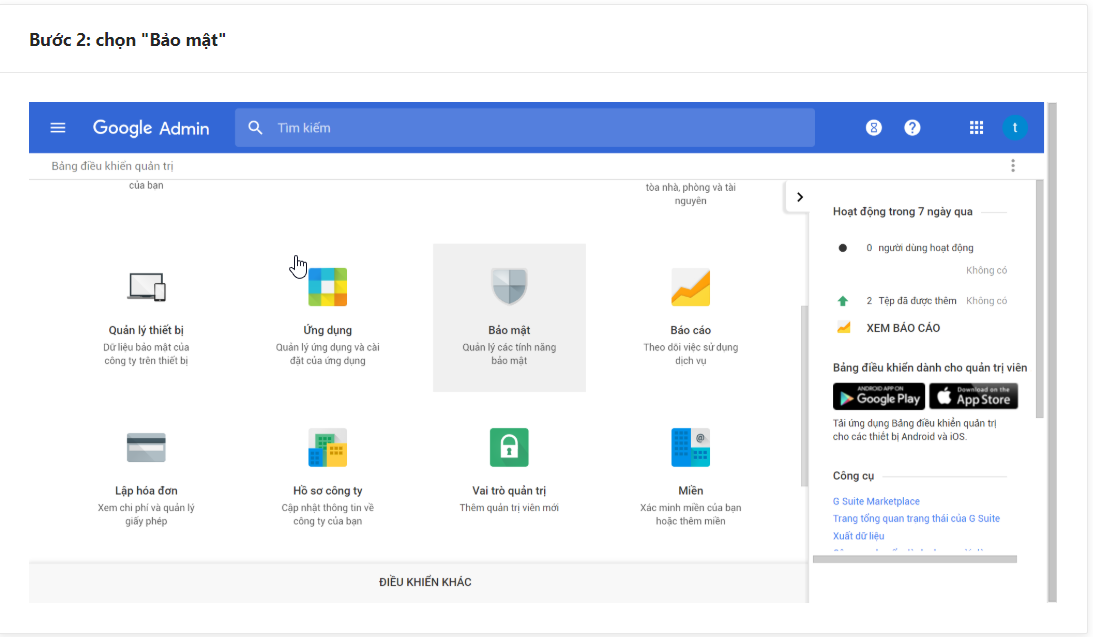 Bước 2: chọn "Bảo mật"
Google Admin
Tìm kiếm
t
Bảng điều khiển quản trị
của bạn
tòa nhà, phòng và tài
nguyên
Quản lý thiết bị
Dữ liệu bảo mật của
công ty trên thiết bị
Ứng dụng
Quản lý ứng dụng và cài
đặt của ứng dụng
Bảo mật
Quản lý các tính năng
bảo mật
Báo cáo
Theo dõi việc sử dụng
dịch vụ
Lập hóa đơn
Xem chi phí và quản lý
giấy phép
Hồ sơ công ty
Cập nhật thông tin về
công ty của bạn
Vai trò quản trị
Thêm quản trị viên mới
Miền
Xác minh miền của bạn
hoặc thêm miền
ĐIỀU KHIỂN KHÁC
Hoạt động trong 7 ngày qua
0 người dùng hoạt động
Không có
2 Tệp đã được thêm Không có
XEM BÁO CÁO
Bảng điều khiển dành cho quản trị viên
ANDROID APP ON
Google Play
Download on the
App Store
Tải ứng dụng Bảng điều khiển quản trị
cho các thiết bị Android và iOS.
Công cụ
G Suite Marketplace
Trang tổng quan trạng thái của G Suite
Xuất dữ liệu